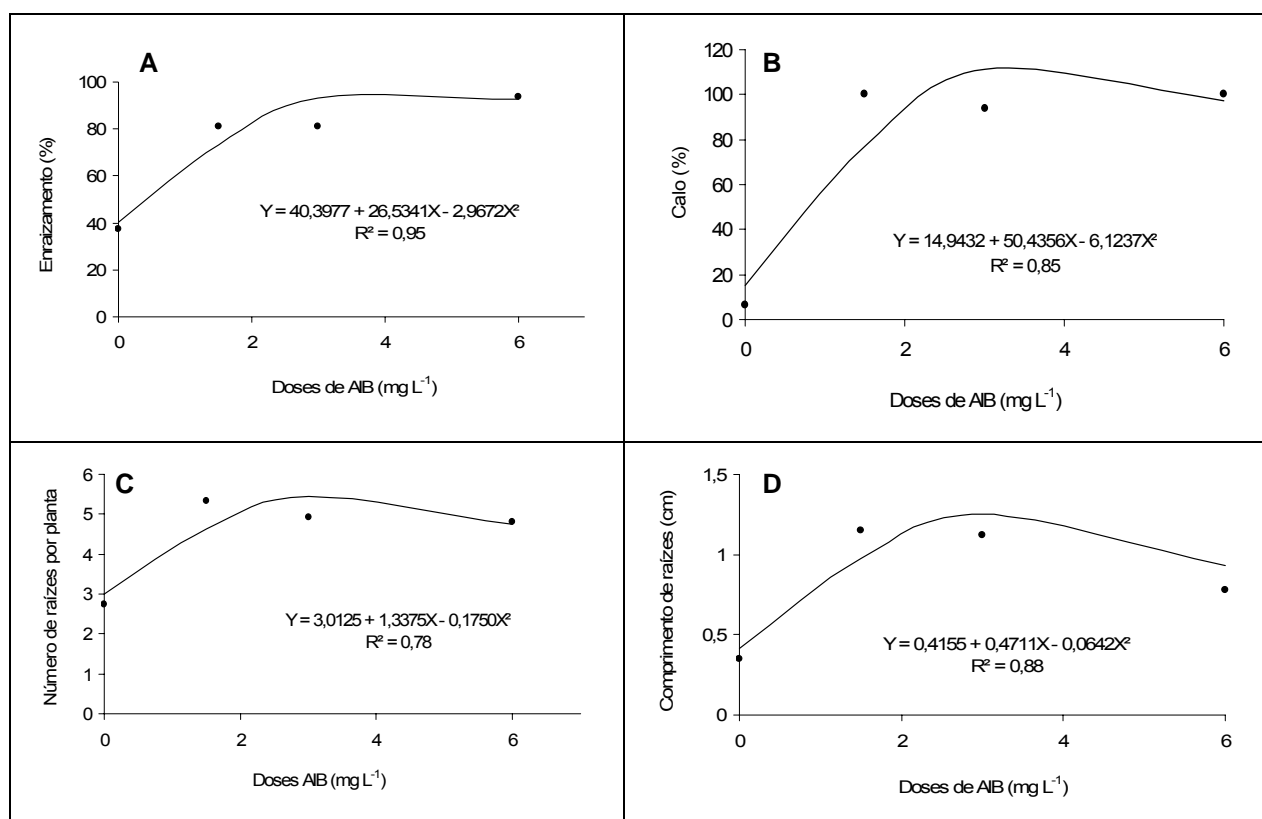 A
Enraizamento (%)
100
80
60
40
20
0
Y = 40,3977 + 26,5341X - 2,9672X²
R² = 0,95
0 2 4 6
Doses de AIB (mg L⁻¹)
B
Calo (%)
120
100
80
60
40
20
0
Y = 14,9432 + 50,4356X - 6,1237X²
R² = 0,85
0 2 4 6
Doses de AIB (mg L⁻¹)
C
Número de raízes por planta
6
5
4
3
2
1
0
Y = 3,0125 + 1,3375X - 0,1750X²
R² = 0,78
0 2 4 6
Doses AIB (mg L⁻¹)
D
Comprimento de raízes (cm)
1,5
1
0,5
0
Y = 0,4155 + 0,4711X - 0,0642X²
R² = 0,88
0 2 4 6
Doses de AIB (mg L⁻¹)